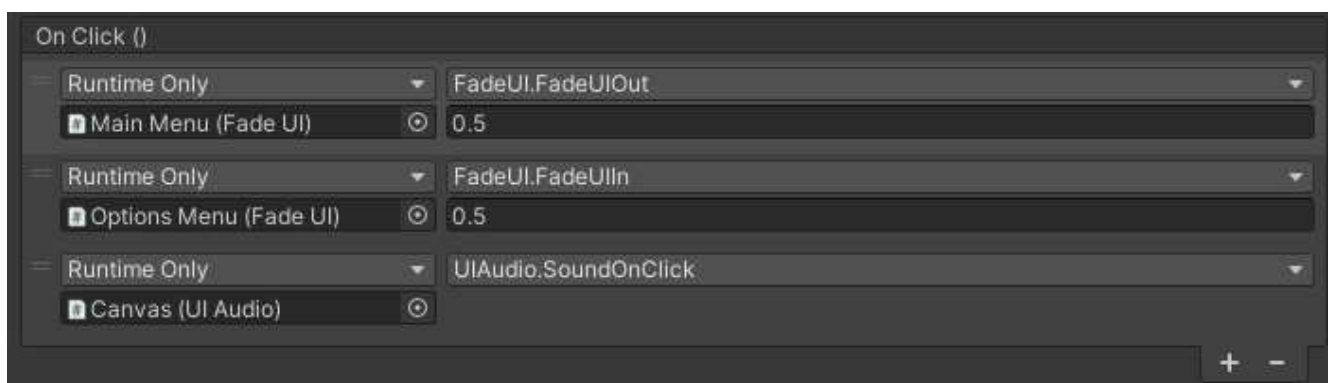 On Click ()
Runtime Only FadeUI.FadeUIOut
Main Menu (Fade UI) 0.5
Runtime Only FadeUI.FadeUIIn
Options Menu (Fade UI) 0.5
Runtime Only UIAudio.SoundOnClick
Canvas (UI Audio)
+ -